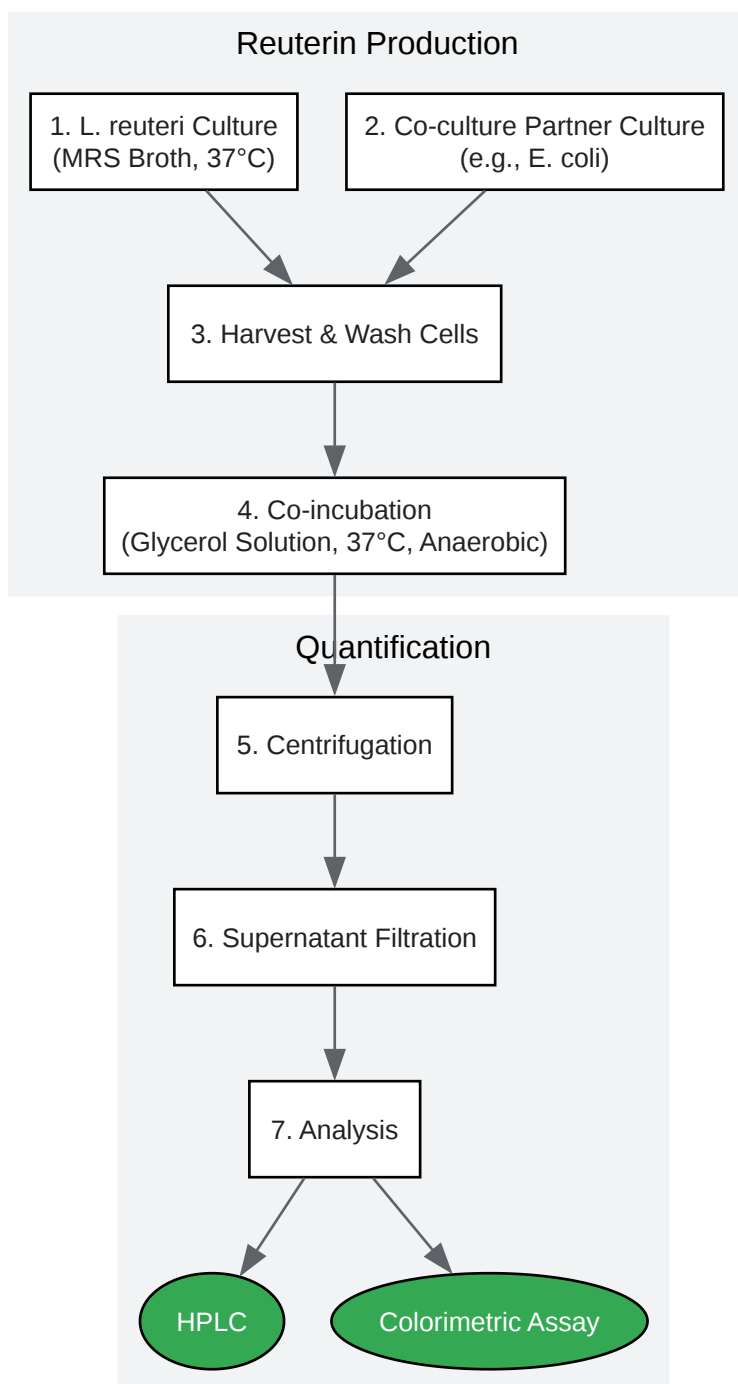 Reuterin Production
1. L. reuteri Culture
(MRS Broth, 37°C)
2. Co-culture Partner Culture
(e.g., E. coli)
3. Harvest & Wash Cells
4. Co-incubation
(Glycerol Solution, 37°C, Anaerobic)
Quantification
5. Centrifugation
6. Supernatant Filtration
7. Analysis
HPLC
Colorimetric Assay